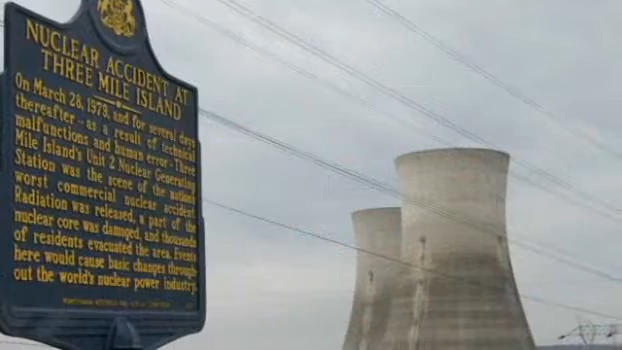 NUCLEAR ACCIDENT AT
THREE MILE ISLAND
On March 28, 1979, and for several days
thereafter - as a result of technical
malfunctions and human error - Three
Mile Island's Unit 2 Nuclear Generating
Station was the scene of the nation's
worst commercial nuclear accident.
Radiation was released, a part of the
nuclear core was damaged, and thousands
of residents evacuated the area. Events
here would cause basic changes through-
out the world's nuclear power industry.